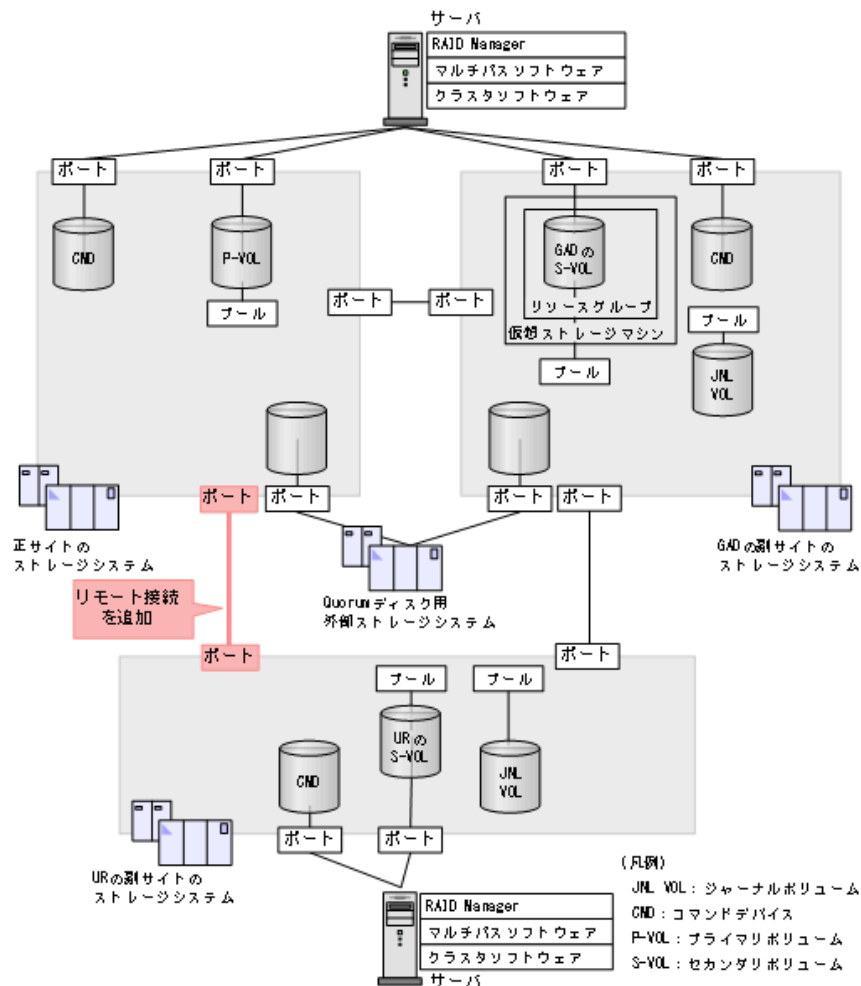 サーバ
RAID Manager
マルチパスソフトウェア
クラスタソフトウェア
ポート
ポート
ポート
ポート
CMD
P-VOL
プール
ポート
ポート
GADの
S-VOL
リソースグループ
仮想ストレージマシン
プール
CMD
プール
JNL
VOL
ポート
ポート
ポート
ポート
正サイトの
ストレージシステム
Quorumディスク用
外部ストレージシステム
GADの副サイトの
ストレージシステム
リモート接続
を追加
ポート
ポート
プール
プール
URの
S-VOL
CMD
JNL
VOL
ポート
ポート
URの副サイトの
ストレージシステム
RAID Manager
マルチパスソフトウェア
クラスタソフトウェア
サーバ
(凡例)
JNL VOL：ジャーナルボリューム
CMD：コマンドデバイス
P-VOL：プライマリボリューム
S-VOL：セカンダリボリューム